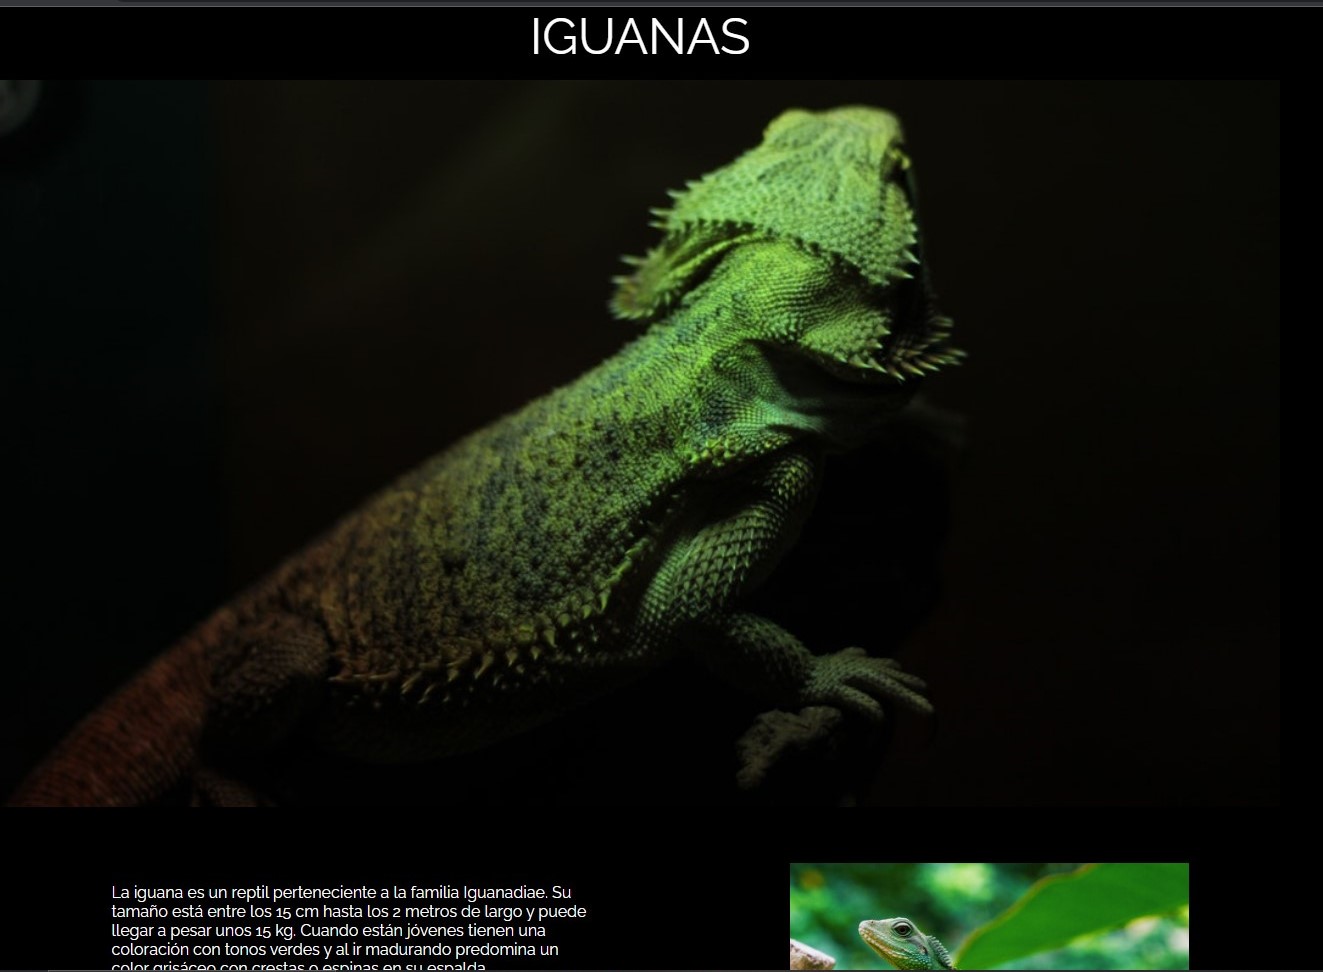 IGUANAS
La iguana es un reptil perteneciente a la familia Iguanadiae. Su
tamaño está entre los 15 cm hasta los 2 metros de largo y puede
llegar a pesar unos 15 kg. Cuando están jóvenes tienen una
coloración con tonos verdes y al ir madurando predomina un
color grisáceo con crestas o espinas en su espalda.